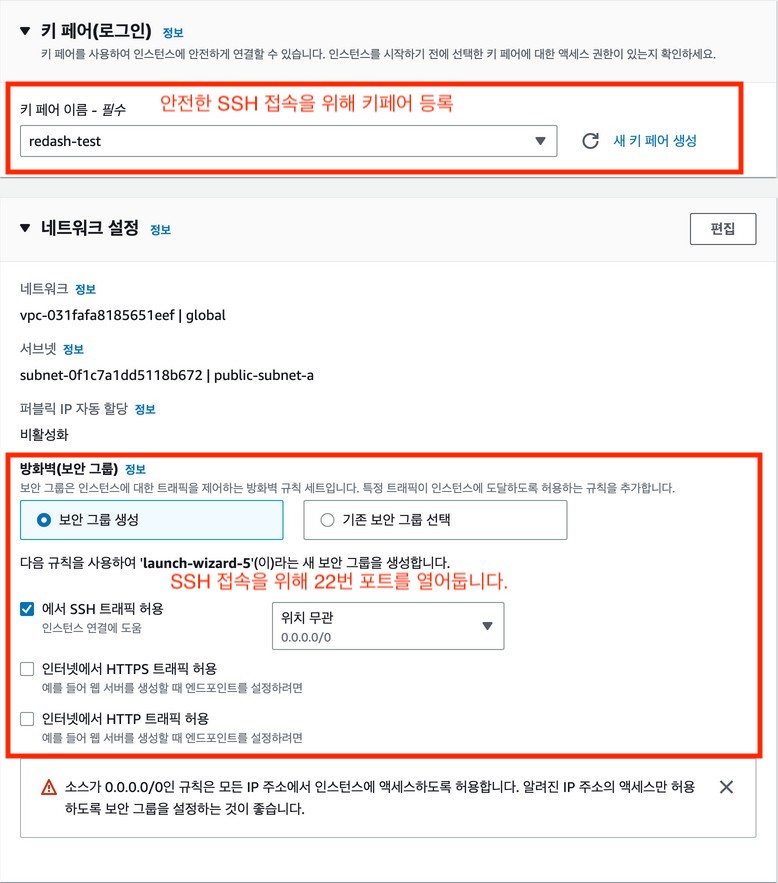 키 페어(로그인) 정보
키 페어를 사용하여 인스턴스에 안전하게 연결할 수 있습니다. 인스턴스를 시작하기 전에 선택한 키 페어에 대한 액세스 권한이 있는지 확인하세요.
키 페어 이름 - 필수
안전한 SSH 접속을 위해 키페어 등록
redash-test
새 키 페어 생성
네트워크 설정 정보
편집
네트워크 정보
vpc-031fafa8185651eef | global
서브넷 정보
subnet-0f1c7a1dd5118b672 | public-subnet-a
퍼블릭 IP 자동 할당 정보
비활성화
방화벽(보안 그룹) 정보
보안 그룹은 인스턴스에 대한 트래픽을 제어하는 방화벽 규칙 세트입니다. 특정 트래픽이 인스턴스에 도달하도록 허용하는 규칙을 추가합니다.
보안 그룹 생성
기존 보안 그룹 선택
다음 규칙을 사용하여 'launch-wizard-5'(이)라는 새 보안 그룹을 생성합니다.
SSH 접속을 위해 22번 포트를 열어둡니다.
에서 SSH 트래픽 허용
인스턴스 연결에 도움
위치 무관
0.0.0.0/0
인터넷에서 HTTPS 트래픽 허용
예를 들어 웹 서버를 생성할 때 엔드포인트를 설정하려면
인터넷에서 HTTP 트래픽 허용
예를 들어 웹 서버를 생성할 때 엔드포인트를 설정하려면
소스가 0.0.0.0/0인 규칙은 모든 IP 주소에서 인스턴스에 액세스하도록 허용합니다. 알려진 IP 주소의 액세스만 허용
하도록 보안 그룹을 설정하는 것이 좋습니다.